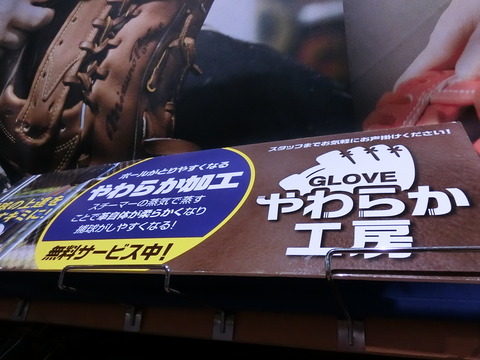 スタッフまでお気軽にお声掛けください!
ボールがとりやすくなる
やわらか加工
スチーマーの蒸気で蒸す
ことで革自体が柔らかくなり
捕球がしやすくなる!
無料サービス中!
GLOVE
やわらか
工房
の上達を